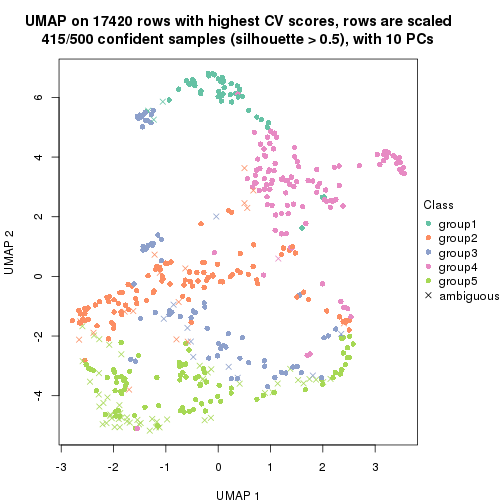 UMAP on 17420 rows with highest CV scores, rows are scaled
415/500 confident samples (silhouette > 0.5), with 10 PCs
6
4
2
0
-2
-4
UMAP 2
-3
-2
-1
0
1
2
3
UMAP 1
Class
group1
group2
group3
group4
group5
ambiguous